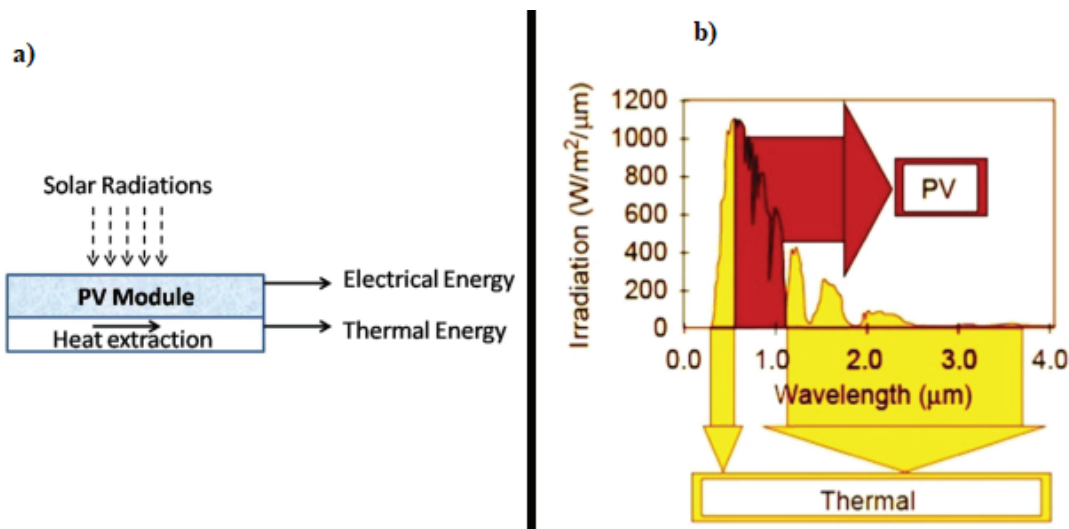 a)
Solar Radiations
PV Module
Heat extraction
Electrical Energy
Thermal Energy
b)
Irradiation (W/m²/μm)
1200
1000
800
600
400
200
0
0.0 1.0 2.0 3.0 4.0
Wavelength (μm)
PV
Thermal